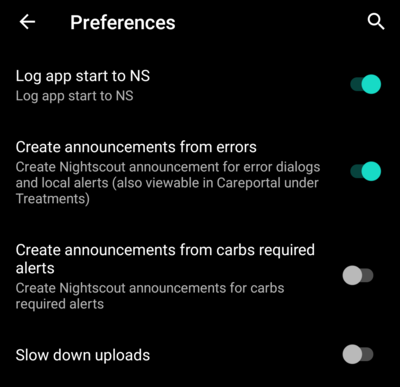 Preferences
Log app start to NS
Log app start to NS
Create announcements from errors
Create Nightscout announcement for error dialogs
and local alerts (also viewable in Careportal under
Treatments)
Create announcements from carbs required
alerts
Create Nightscout announcements for carbs
required alerts
Slow down uploads